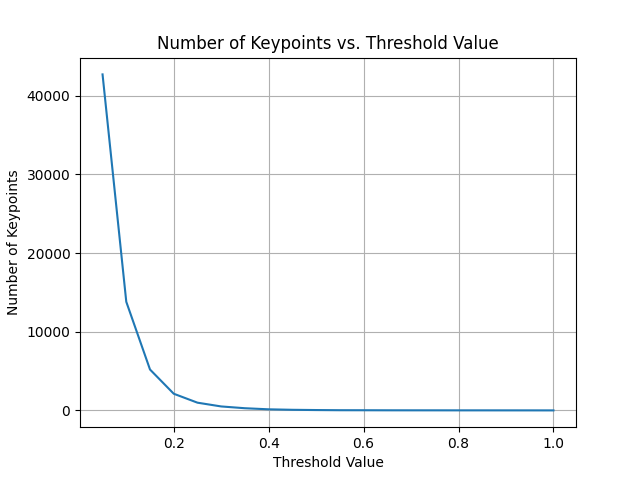 Number of Keypoints vs. Threshold Value
40000
30000
20000
10000
0
Number of Keypoints
0.2 0.4 0.6 0.8 1.0
Threshold Value